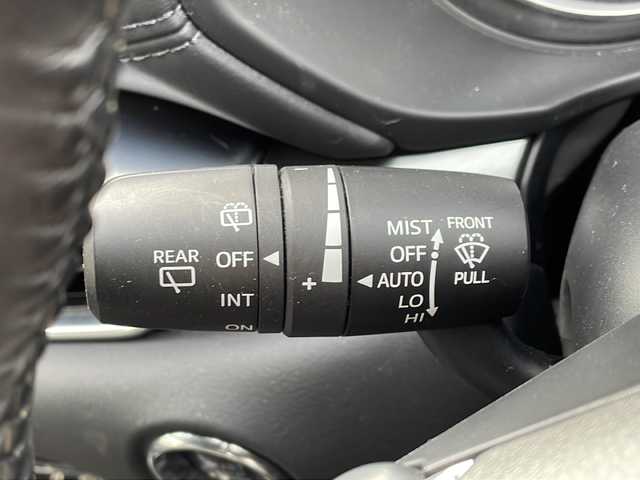 REAR
OFF
INT
ON
- 
+
MIST
OFF
AUTO
LO
HI
FRONT
PULL